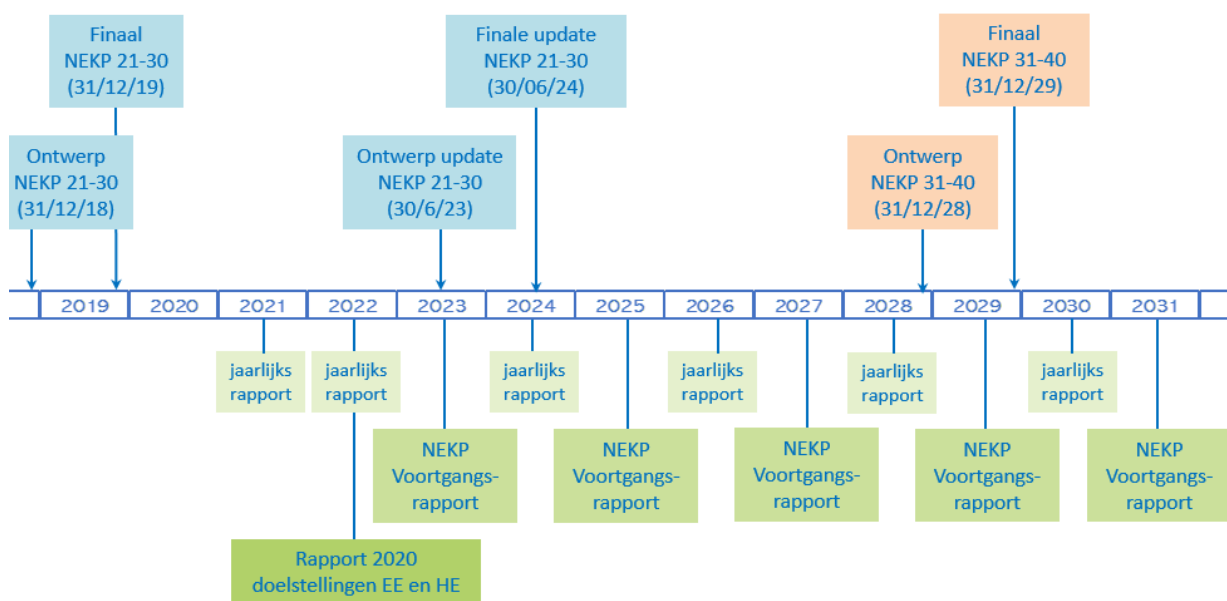 Finaal
NEKP 21-30
(31/12/19)
Finale update
NEKP 21-30
(30/06/24)
Finaal
NEKP 31-40
(31/12/29)
Ontwerp
NEKP 21-30
(31/12/18)
Ontwerp update
NEKP 21-30
(30/6/23)
Ontwerp
NEKP 31-40
(31/12/28)
2019
2020
2021
2022
2023
2024
2025
2026
2027
2028
2029
2030
2031
jaarlijks
rapport
jaarlijks
rapport
jaarlijks
rapport
jaarlijks
rapport
jaarlijks
rapport
jaarlijks
rapport
NEKP
Voortgangs-
rapport
NEKP
Voortgangs-
rapport
NEKP
Voortgangs-
rapport
NEKP
Voortgangs-
rapport
NEKP
Voortgangs-
rapport
Rapport 2020
doelstellingen EE en HE